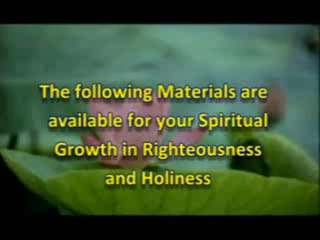 The following Materials are
available for your Spiritual
Growth in Righteousness
and Holiness